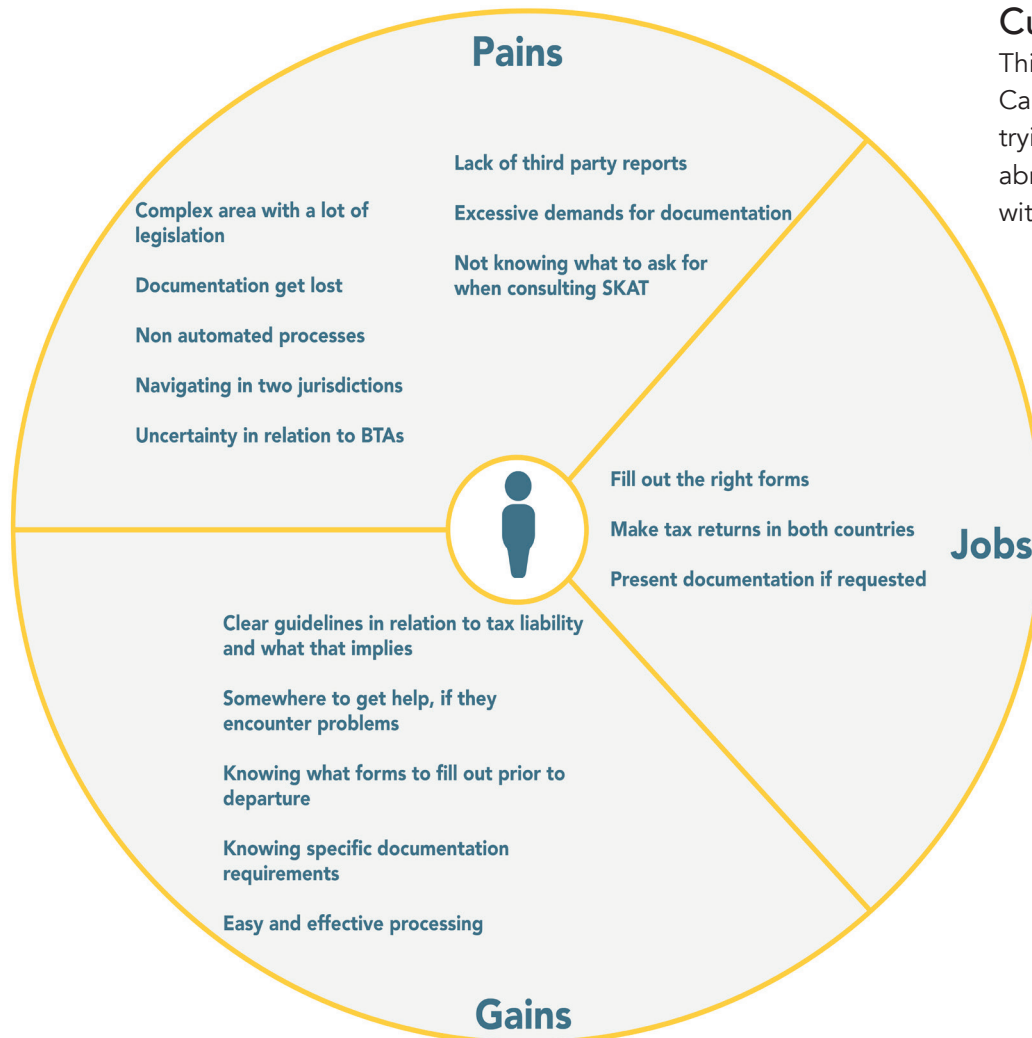 Pains
Lack of third party reports
Excessive demands for documentation
Not knowing what to ask for
when consulting SKAT
Complex area with a lot of
legislation
Documentation get lost
Non automated processes
Navigating in two jurisdictions
Uncertainty in relation to BTAs
Fill out the right forms
Make tax returns in both countries
Present documentation if requested
Jobs
Clear guidelines in relation to tax liability
and what that implies
Somewhere to get help, if they
encounter problems
Knowing what forms to fill out prior to
departure
Knowing specific documentation
requirements
Easy and effective processing
Gains